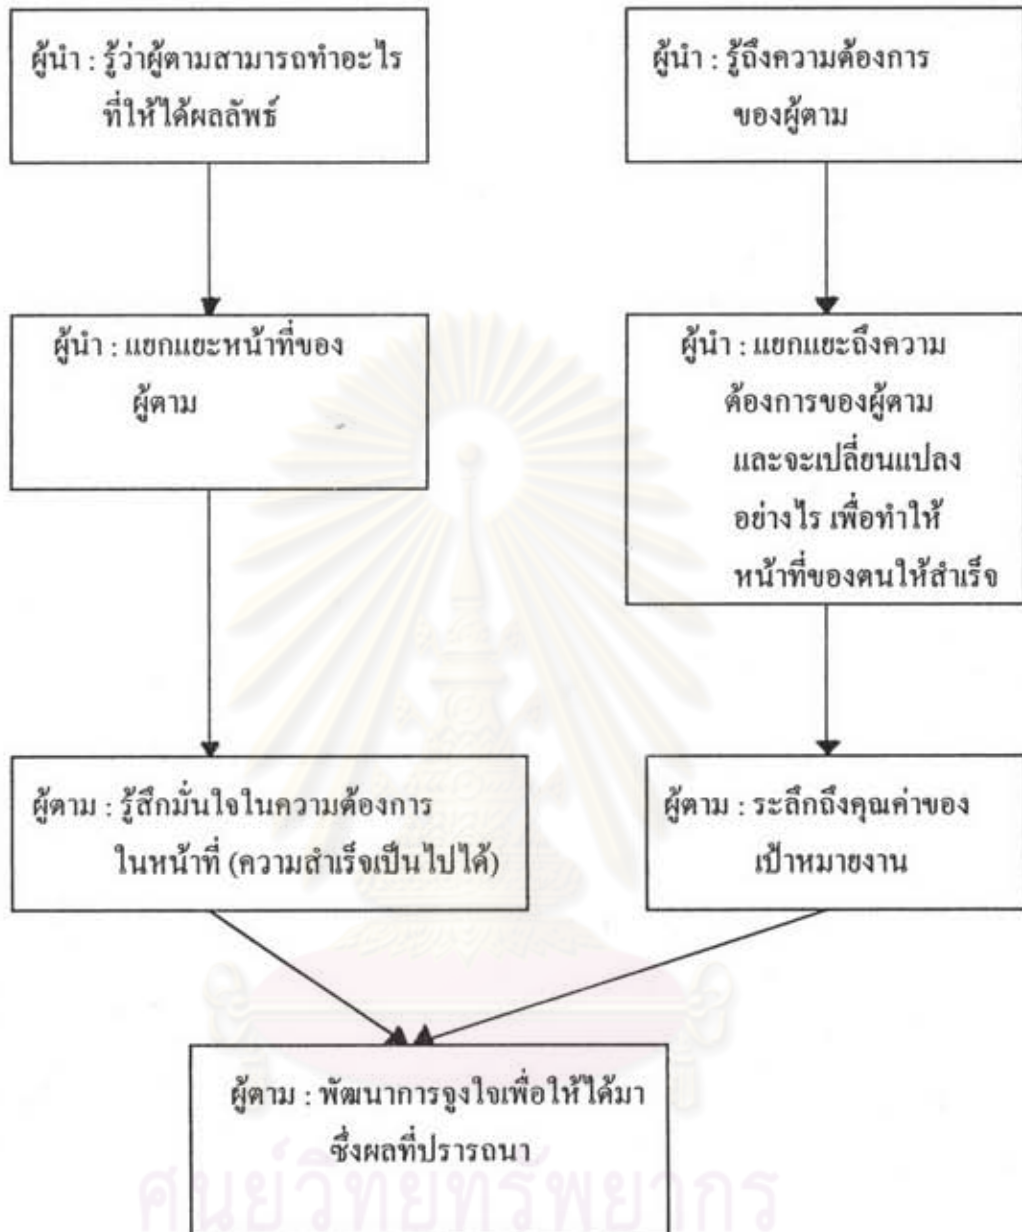 ผู้นำ : รู้ว่าผู้ตามสามารถทำอะไร
ที่ให้ได้ผลลัพธ์
ผู้นำ : รู้ถึงความต้องการ
ของผู้ตาม
ผู้นำ : แยกแยะหน้าที่ของ
ผู้ตาม
ผู้นำ : แยกแยะถึงความ
ต้องการของผู้ตาม
และจะเปลี่ยนแปลง
อย่างไร เพื่อทำให้
หน้าที่ของตนให้สำเร็จ
ผู้ตาม : รู้สึกมั่นใจในความต้องการ
ในหน้าที่ (ความสำเร็จเป็นไปได้)
ผู้ตาม : ระลึกถึงคุณค่าของ
เป้าหมายงาน
ผู้ตาม : พัฒนาการจูงใจเพื่อให้ได้มา
ซึ่งผลที่ปรารถนา
ศูนย์วิทยทรัพยากร